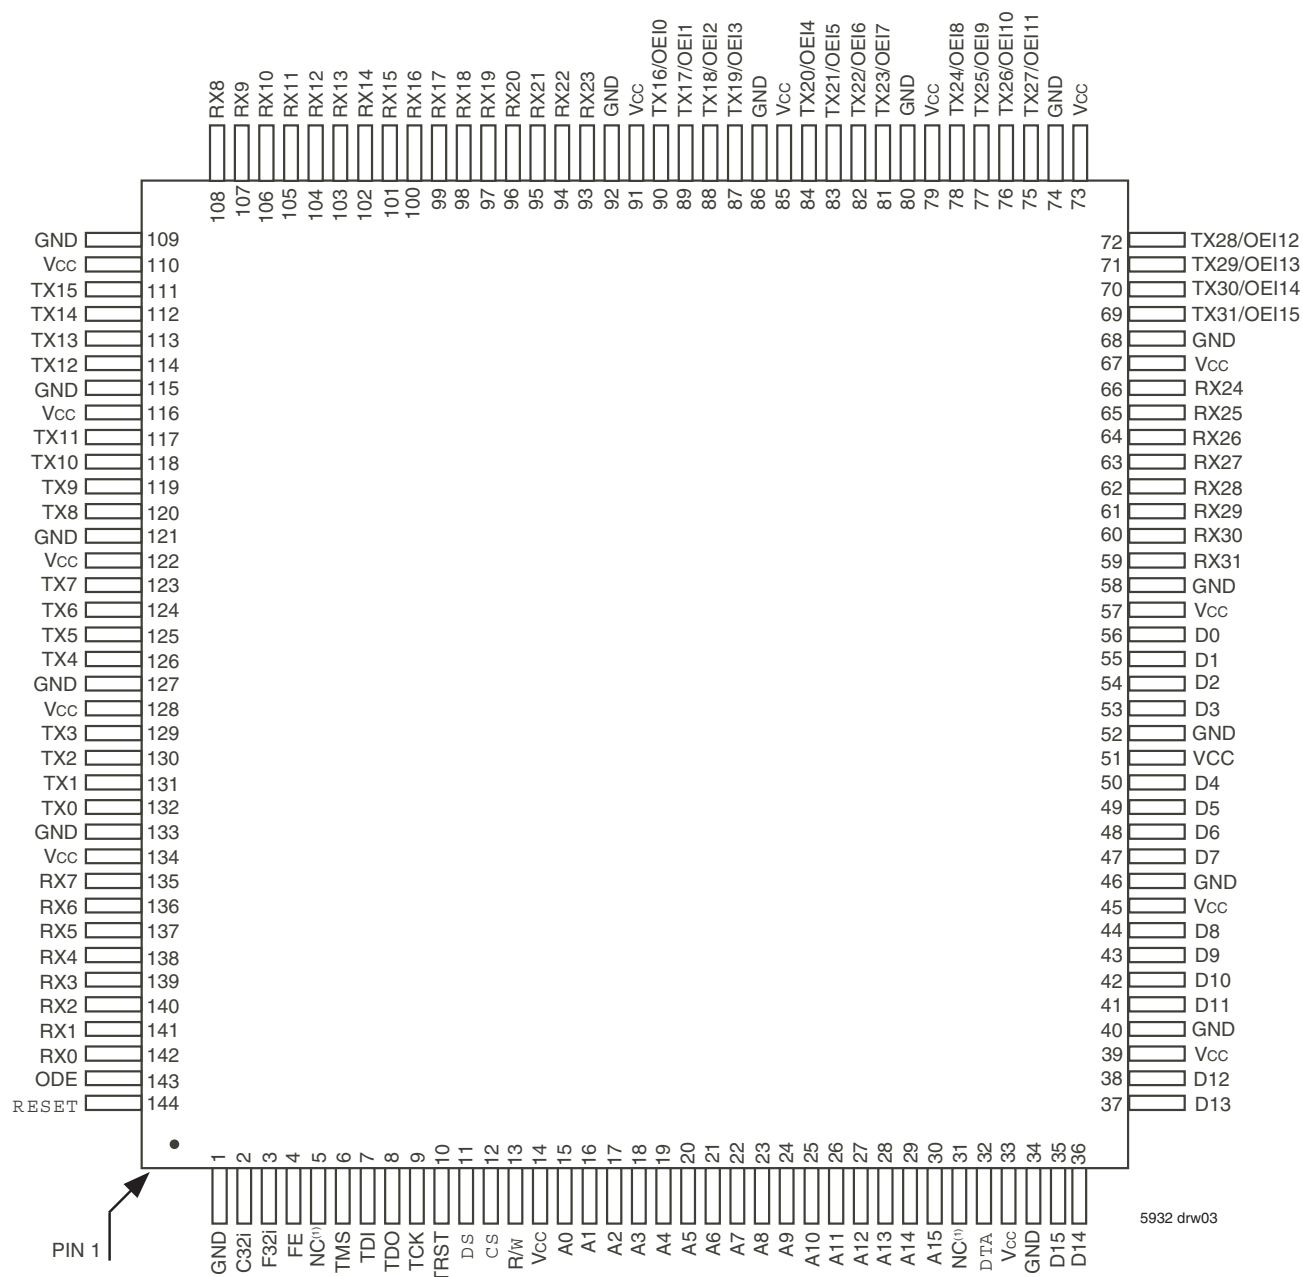 RX8
RX9
RX10
RX11
RX12
RX13
RX14
RX15
RX16
RX17
RX18
RX19
RX20
RX21
RX22
RX23
GND
Vcc
TX16/OEI0
TX17/OEI1
TX18/OEI2
TX19/OEI3
GND
Vcc
TX20/OEI4
TX21/OEI5
TX22/OEI6
TX23/OEI7
GND
Vcc
TX24/OEI8
TX25/OEI9
TX26/OEI10
TX27/OEI11
GND
Vcc
108
107
106
105
104
103
102
101
100
99
98
97
96
95
94
93
92
91
90
89
88
87
86
85
84
83
82
81
80
79
78
77
76
75
74
73
GND 109
Vcc 110
TX15 111
TX14 112
TX13 113
TX12 114
GND 115
Vcc 116
TX11 117
TX10 118
TX9 119
TX8 120
GND 121
Vcc 122
TX7 123
TX6 124
TX5 125
TX4 126
GND 127
Vcc 128
TX3 129
TX2 130
TX1 131
TX0 132
GND 133
Vcc 134
RX7 135
RX6 136
RX5 137
RX4 138
RX3 139
RX2 140
RX1 141
RX0 142
ODE 143
RESET 144
72 TX28/OEI12
71 TX29/OEI13
70 TX30/OEI14
69 TX31/OEI15
68 GND
67 Vcc
66 RX24
65 RX25
64 RX26
63 RX27
62 RX28
61 RX29
60 RX30
59 RX31
58 GND
57 Vcc
56 D0
55 D1
54 D2
53 D3
52 GND
51 VCC
50 D4
49 D5
48 D6
47 D7
46 GND
45 Vcc
44 D8
43 D9
42 D10
41 D11
40 GND
39 Vcc
38 D12
37 D13
1
2
3
4
5
6
7
8
9
10
11
12
13
14
15
16
17
18
19
20
21
22
23
24
25
26
27
28
29
30
31
32
33
34
35
36
GND
C32i
F32i
FE
NC(1)
TMS
TDI
TDO
TCK
TRST
DS
CS
R/W
Vcc
A0
A1
A2
A3
A4
A5
A6
A7
A8
A9
A10
A11
A12
A13
A14
A15
NC(1)
DTA
Vcc
GND
D15
D14
PIN 1
5932 drw03